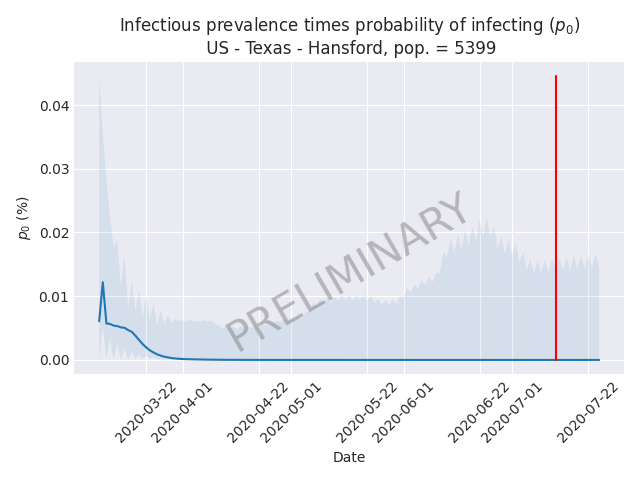 Infectious prevalence times probability of infecting (p₀)
US - Texas - Hansford, pop. = 5399
0.04
0.03
0.02
0.01
0.00
p₀ (%)
PRELIMINARY
2020-03-22
2020-04-01
2020-04-22
2020-05-01
2020-05-22
2020-06-01
2020-06-22
2020-07-01
2020-07-22
Date